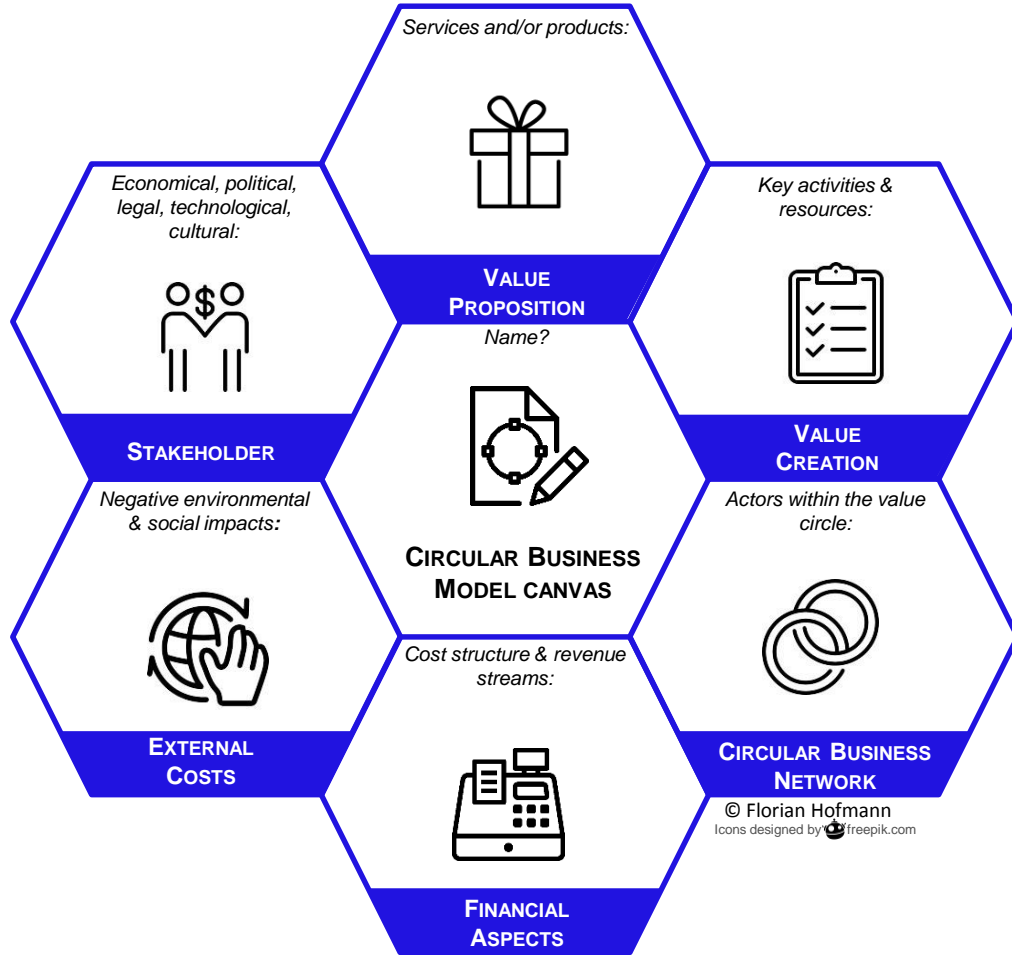 Services and/or products:
VALUE
PROPOSITION
Economical, political,
legal, technological,
cultural:
$
STAKEHOLDER
Key activities &
resources:
VALUE
CREATION
Name?
CIRCULAR BUSINESS
MODEL CANVAS
Negative environmental
& social impacts:
EXTERNAL
COSTS
Actors within the value
circle:
CIRCULAR BUSINESS
NETWORK
Cost structure & revenue
streams:
FINANCIAL
ASPECTS
© Florian Hofmann
Icons designed by freepik.com